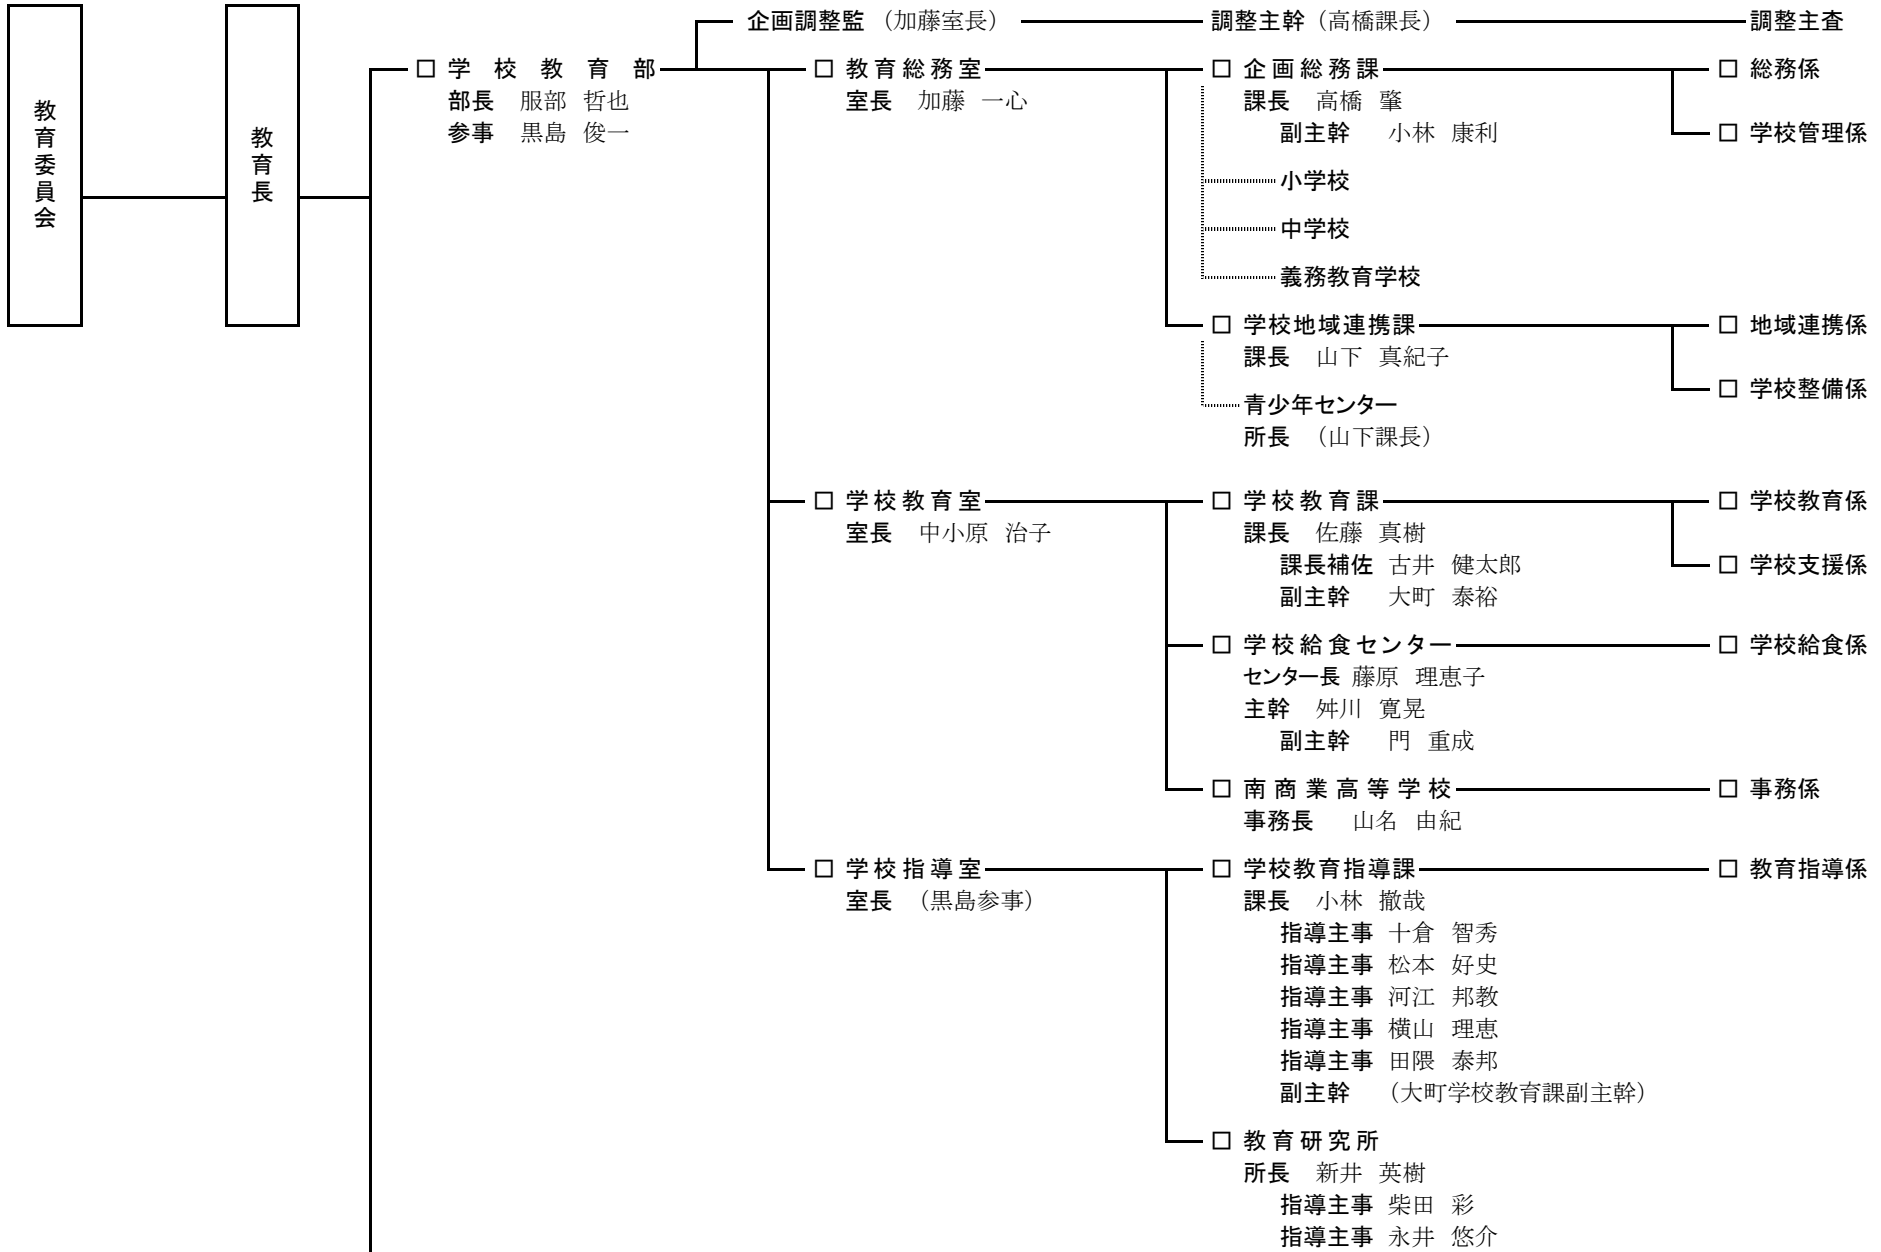 教育委員会
教育長
企画調整監 （加藤室長） 調整主幹 （高橋課長） 調整主査
□ 学校教育部 □ 教育総務室 □ 企画総務課 □ 総務係
部長 服部 哲也 室長 加藤 一心 課長 高橋 肇
参事 黒島 俊一 副主幹 小林 康利 □ 学校管理係
小学校
中学校
義務教育学校
□ 学校地域連携課 □ 地域連携係
課長 山下 真紀子
□ 学校整備係
青少年センター
所長 （山下課長）
□ 学校教育室 □ 学校教育課 □ 学校教育係
室長 中小原 治子 課長 佐藤 真樹
課長補佐 古井 健太郎 □ 学校支援係
副主幹 大町 泰裕
□ 学校給食センター □ 学校給食係
センター長 藤原 理恵子
主幹 舛川 寛晃
副主幹 門 重成
□ 南商業高等学校 □ 事務係
事務長 山名 由紀
□ 学校指導室 □ 学校教育指導課 □ 教育指導係
室長 （黒島参事） 課長 小林 撤哉
指導主事 十倉 智秀
指導主事 松本 好史
指導主事 河江 邦教
指導主事 横山 理恵
指導主事 田隈 泰邦
副主幹 （大町学校教育課副主幹）
□ 教育研究所
所長 新井 英樹
指導主事 柴田 彩
指導主事 永井 悠介